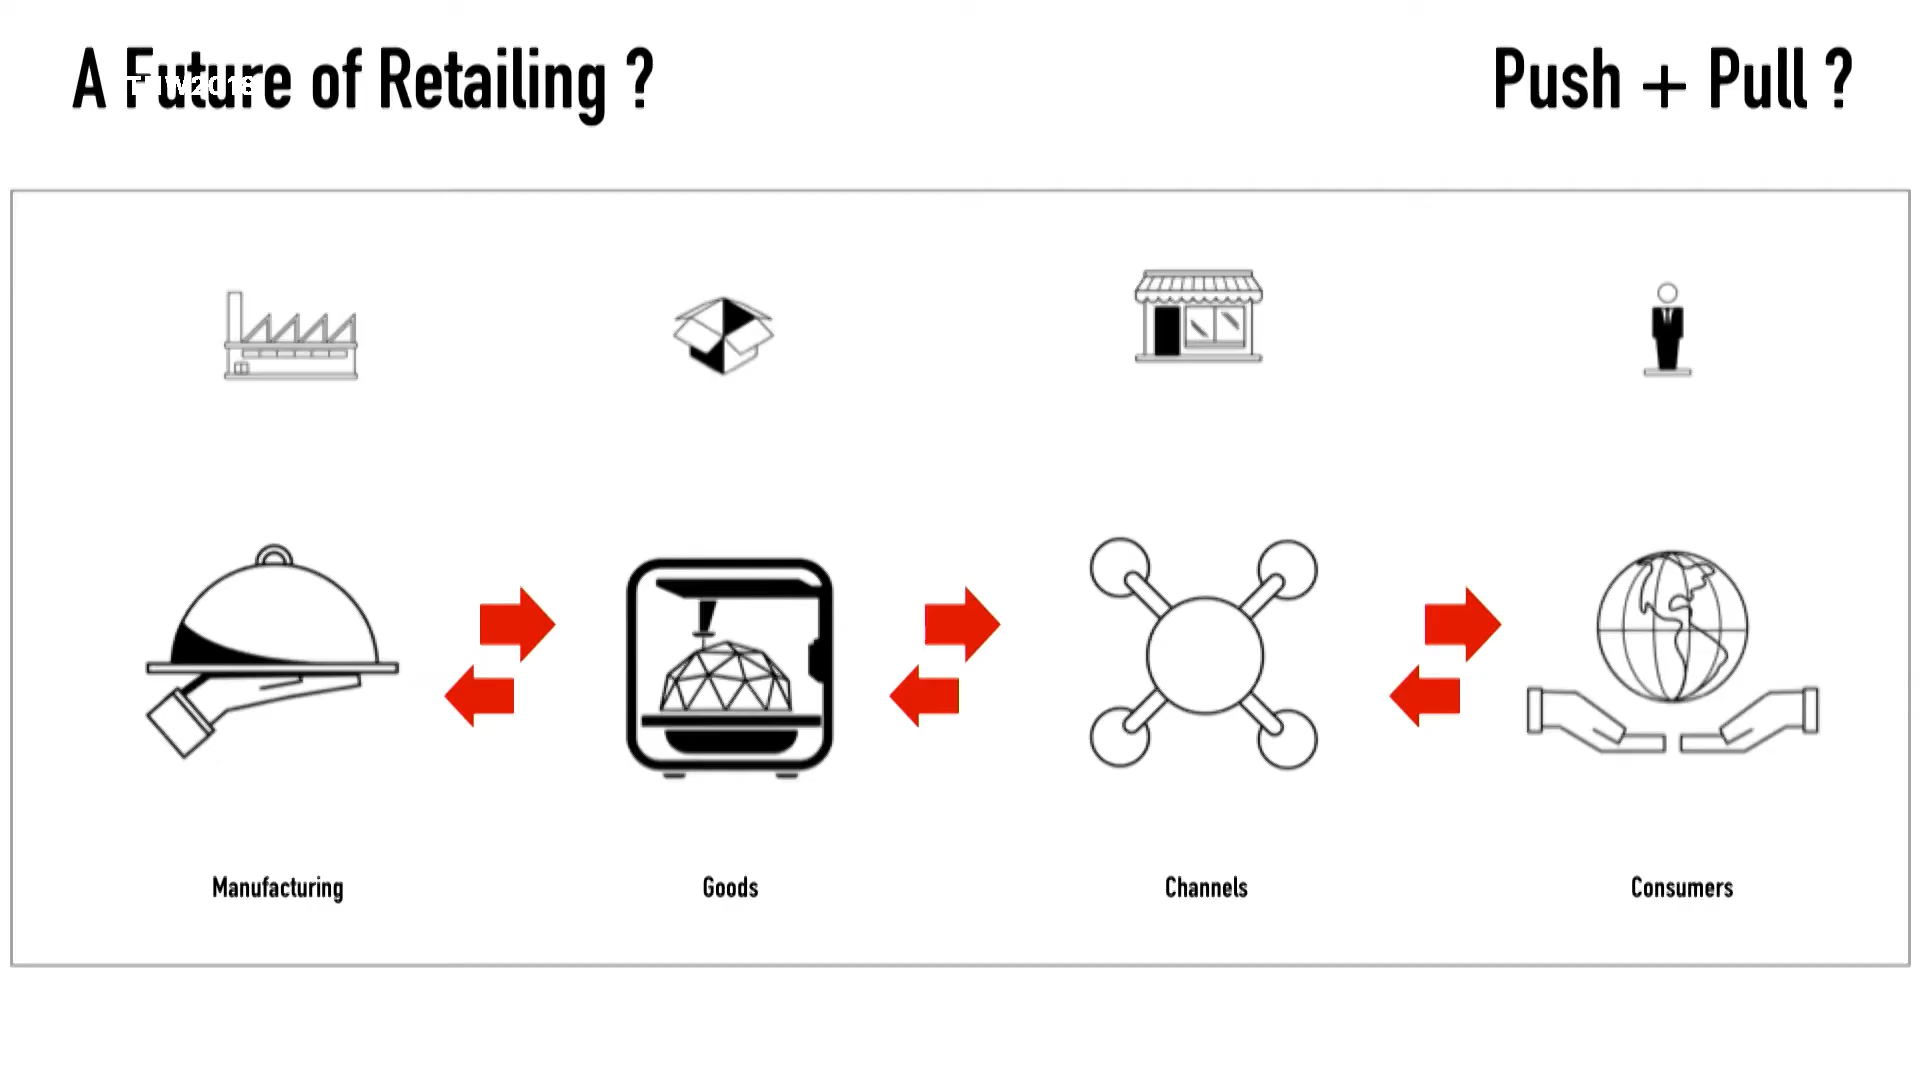 A Future of Retailing ?
Push + Pull ?
Manufacturing
Goods
Channels
Consumers